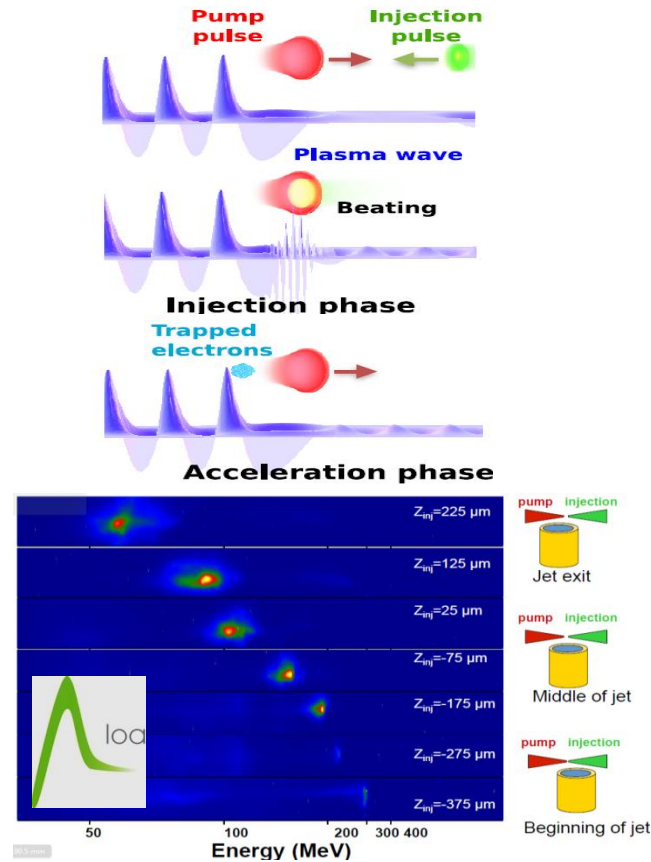 Pump Injection
pulse pulse
Plasma wave
Beating
Injection phase
Trapped
electrons
Acceleration phase
Zinj=225 µm
pump injection
Jet exit
Zinj=125 µm
Zinj=25 µm
pump injection
Middle of jet
Zinj=-75 µm
Zinj=-175 µm
loa
Zinj=-275 µm
pump injection
Zinj=-375 µm
Beginning of jet
50 100 200 300 400
Energy (MeV)